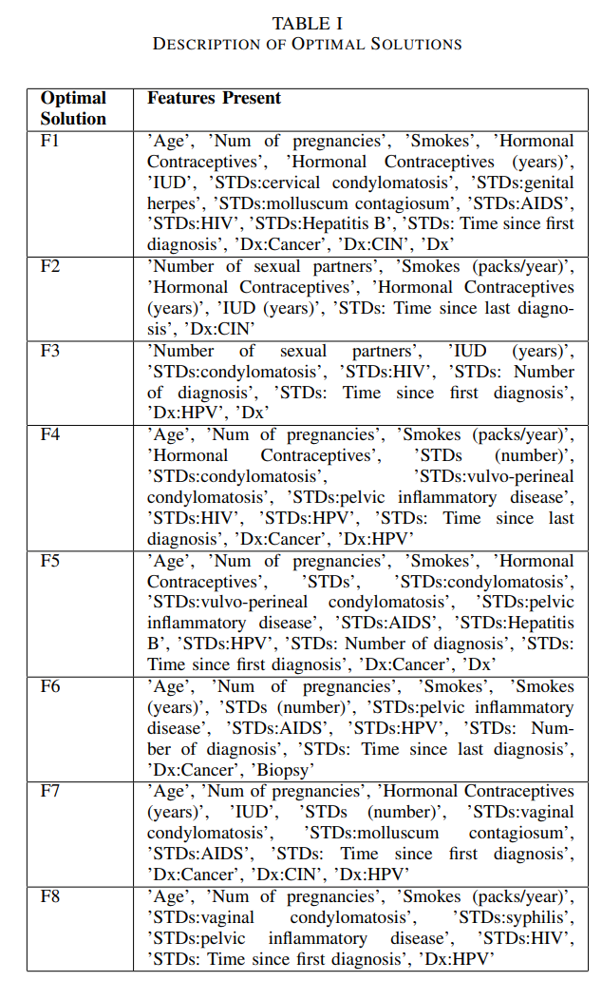 TABLE I
DESCRIPTION OF OPTIMAL SOLUTIONS
Optimal Solution
Features Present
F1
’Age’, ’Num of pregnancies’, ’Smokes’, ’Hormonal
Contraceptives’, ’Hormonal Contraceptives (years)’,
’IUD’, ’STDs:cervical condylomatosis’, ’STDs:genital
herpes’, ’STDs:molluscum contagiosum’, ’STDs:AIDS’,
’STDs:HIV’, ’STDs:Hepatitis B’, ’STDs: Time since first
diagnosis’, ’Dx:Cancer’, ’Dx:CIN’, ’Dx’
F2
’Number of sexual partners’, ’Smokes (packs/year)’,
’Hormonal Contraceptives’, ’Hormonal Contraceptives
(years)’, ’IUD (years)’, ’STDs: Time since last diagno-
sis’, ’Dx:CIN’
F3
’Number of sexual partners’, ’IUD (years)’,
’STDs:condylomatosis’, ’STDs:HIV’, ’STDs: Number
of diagnosis’, ’STDs: Time since first diagnosis’,
’Dx:HPV’, ’Dx’
F4
’Age’, ’Num of pregnancies’, ’Smokes (packs/year)’,
’Hormonal Contraceptives’, ’STDs (number)’,
’STDs:condylomatosis’, ’STDs:vulvo-perineal
condylomatosis’, ’STDs:pelvic inflammatory disease’,
’STDs:HIV’, ’STDs:HPV’, ’STDs: Time since last
diagnosis’, ’Dx:Cancer’, ’Dx:HPV’
F5
’Age’, ’Num of pregnancies’, ’Smokes’, ’Hormonal
Contraceptives’, ’STDs’, ’STDs:condylomatosis’,
’STDs:vulvo-perineal condylomatosis’, ’STDs:pelvic
inflammatory disease’, ’STDs:AIDS’, ’STDs:Hepatitis
B’, ’STDs:HPV’, ’STDs: Number of diagnosis’, ’STDs:
Time since first diagnosis’, ’Dx:Cancer’, ’Dx’
F6
’Age’, ’Num of pregnancies’, ’Smokes’, ’Smokes
(years)’, ’STDs (number)’, ’STDs:pelvic inflammatory
disease’, ’STDs:AIDS’, ’STDs:HPV’, ’STDs: Num-
ber of diagnosis’, ’STDs: Time since last diagnosis’,
’Dx:Cancer’, ’Biopsy’
F7
’Age’, ’Num of pregnancies’, ’Hormonal Contraceptives
(years)’, ’IUD’, ’STDs (number)’, ’STDs:vaginal
condylomatosis’, ’STDs:molluscum contagiosum’,
’STDs:AIDS’, ’STDs: Time since first diagnosis’,
’Dx:Cancer’, ’Dx:CIN’, ’Dx:HPV’
F8
’Age’, ’Num of pregnancies’, ’Smokes (packs/year)’,
’STDs:vaginal condylomatosis’, ’STDs:syphilis’,
’STDs:pelvic inflammatory disease’, ’STDs:HIV’,
’STDs: Time since first diagnosis’, ’Dx:HPV’